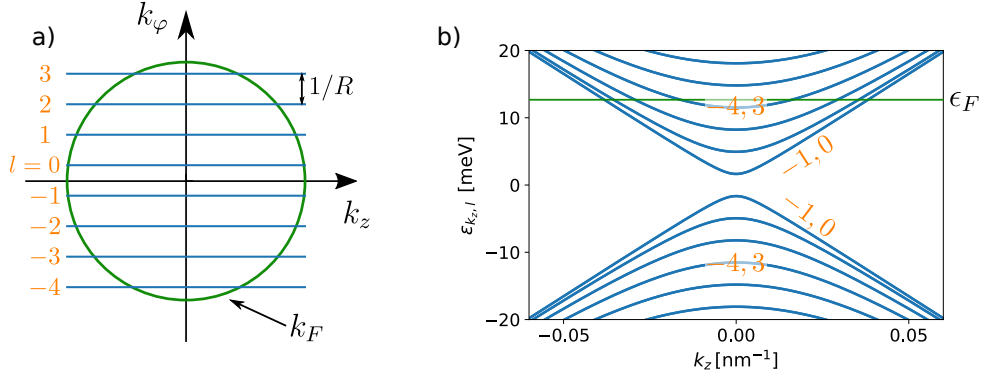 a)
k_φ
3
2
1
l = 0
−1
−2
−3
−4
1/R
k_z
k_F
b)
ε_{k_z, l} [meV]
20
10
0
−10
−20
−4, 3
−1, 0
−1, 0
−4, 3
ϵ_F
−0.05
0.00
0.05
k_z [nm⁻¹]